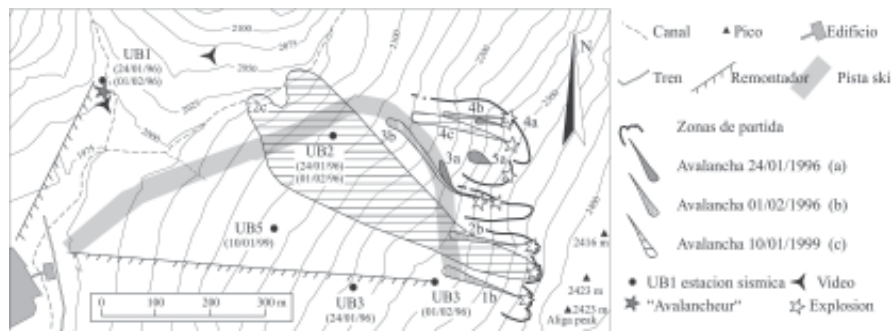 UB1
(24/01/96)
(01/02/96)
2100
2075
2050
2025
2000
1975
2c
UB2
(24/01/96)
(01/02/96)
3b
3a
4b
4a
4c
5a
2b
1b
N
UB5
(10/01/99)
UB3
(24/01/96)
UB3
(01/02/96)
2416 m
2423 m
2423 m
Aliga peak
0 100 200 300 m
Canal
Pico
Edificio
Tren
Remontador
Pista ski
Zonas de partida
Avalancha 24/01/1996 (a)
Avalancha 01/02/1996 (b)
Avalancha 10/01/1999 (c)
UB1 estacion sismica
Video
"Avalancheur"
Explosion